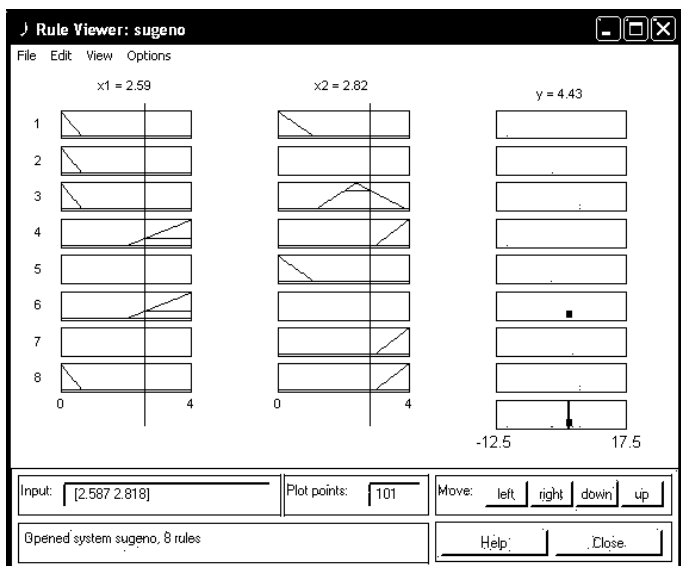 Rule Viewer: sugeno
File Edit View Options
x1 = 2.59 x2 = 2.82 y = 4.43
1
2
3
4
5
6
7
8
0 4 0 4
-12.5 17.5
Input: [2.587 2.818] Plot points: 101 Move: left right down up
Opened system sugeno, 8 rules Help Close